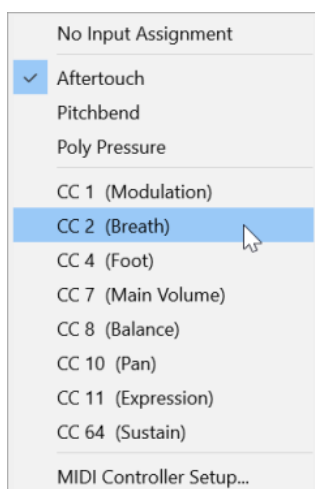 No Input Assignment
Aftertouch
Pitchbend
Poly Pressure
CC 1 (Modulation)
CC 2 (Breath)
CC 4 (Foot)
CC 7 (Main Volume)
CC 8 (Balance)
CC 10 (Pan)
CC 11 (Expression)
CC 64 (Sustain)
MIDI Controller Setup...